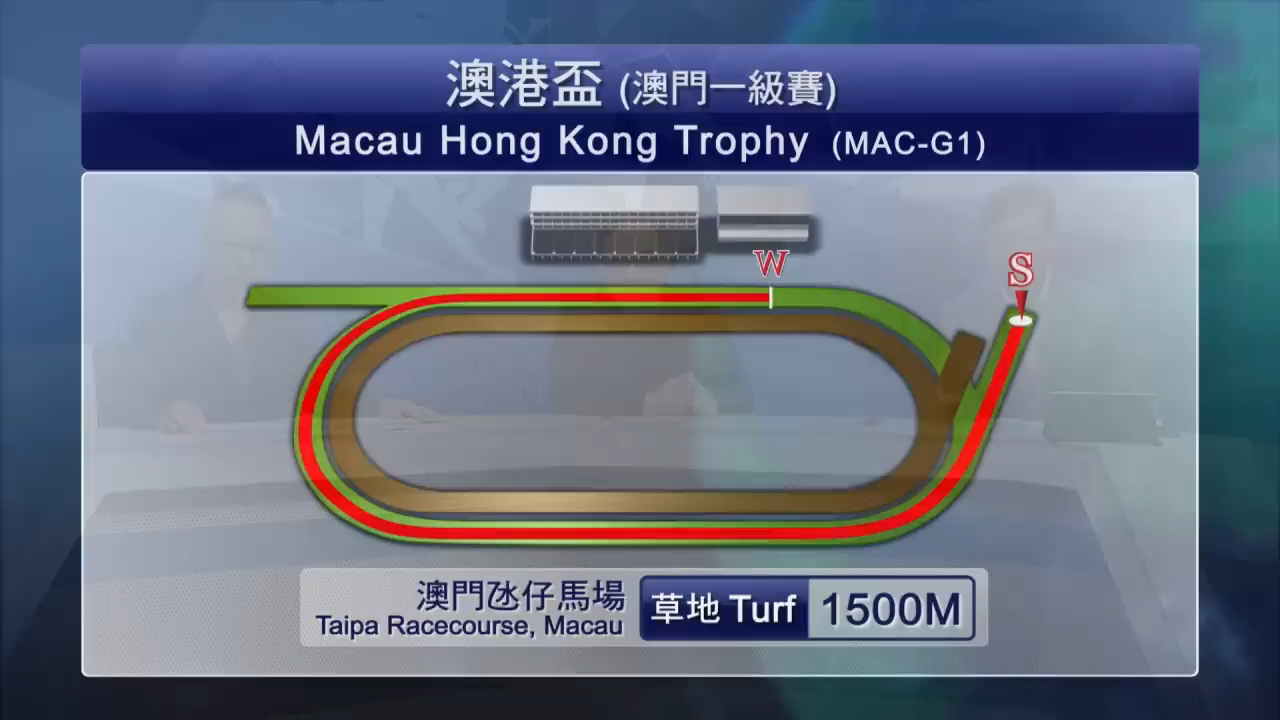 澳港盃 (澳門一級賽)
Macau Hong Kong Trophy (MAC-G1)
W
S
澳門氹仔馬場
Taipa Racecourse, Macau
草地 Turf 1500M